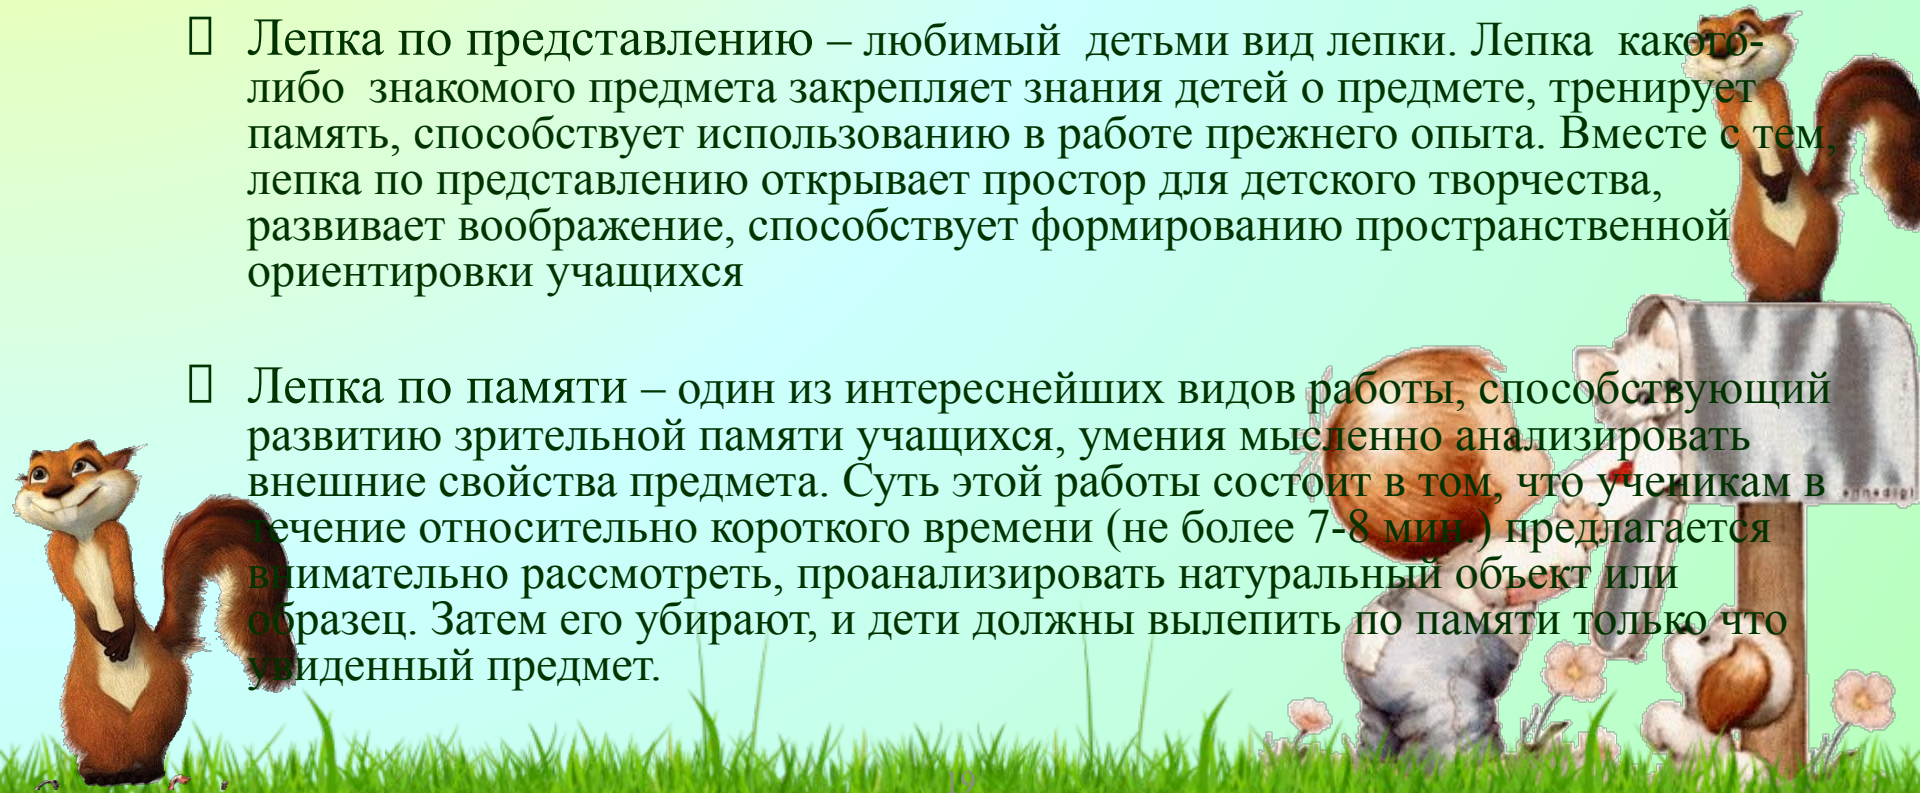 Лепка по представлению – любимый детьми вид лепки. Лепка какого-
либо знакомого предмета закрепляет знания детей о предмете, тренирует
память, способствует использованию в работе прежнего опыта. Вместе с тем,
лепка по представлению открывает простор для детского творчества,
развивает воображение, способствует формированию пространственной
ориентировки учащихся
Лепка по памяти – один из интереснейших видов работы, способствующий
развитию зрительной памяти учащихся, умения мысленно анализировать
внешние свойства предмета. Суть этой работы состоит в том, что ученикам в
течение относительно короткого времени (не более 7-8 мин.) предлагается
внимательно рассмотреть, проанализировать натуральный объект или
образец. Затем его убирают, и дети должны вылепить по памяти только что
увиденный предмет.
19